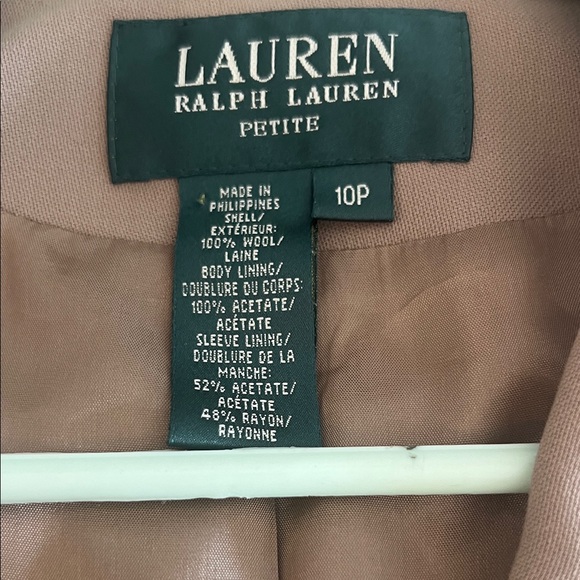 LAUREN
RALPH LAUREN
PETITE
10P
MADE IN
PHILIPPINES
SHELL/
EXTÉRIEUR:
100% WOOL/
LAINE
BODY LINING/
DOUBLURE DU CORPS:
100% ACETATE/
ACÉTATE
SLEEVE LINING/
DOUBLURE DE LA
MANCHE:
52% ACETATE/
ACÉTATE
48% RAYON/
RAYONNE